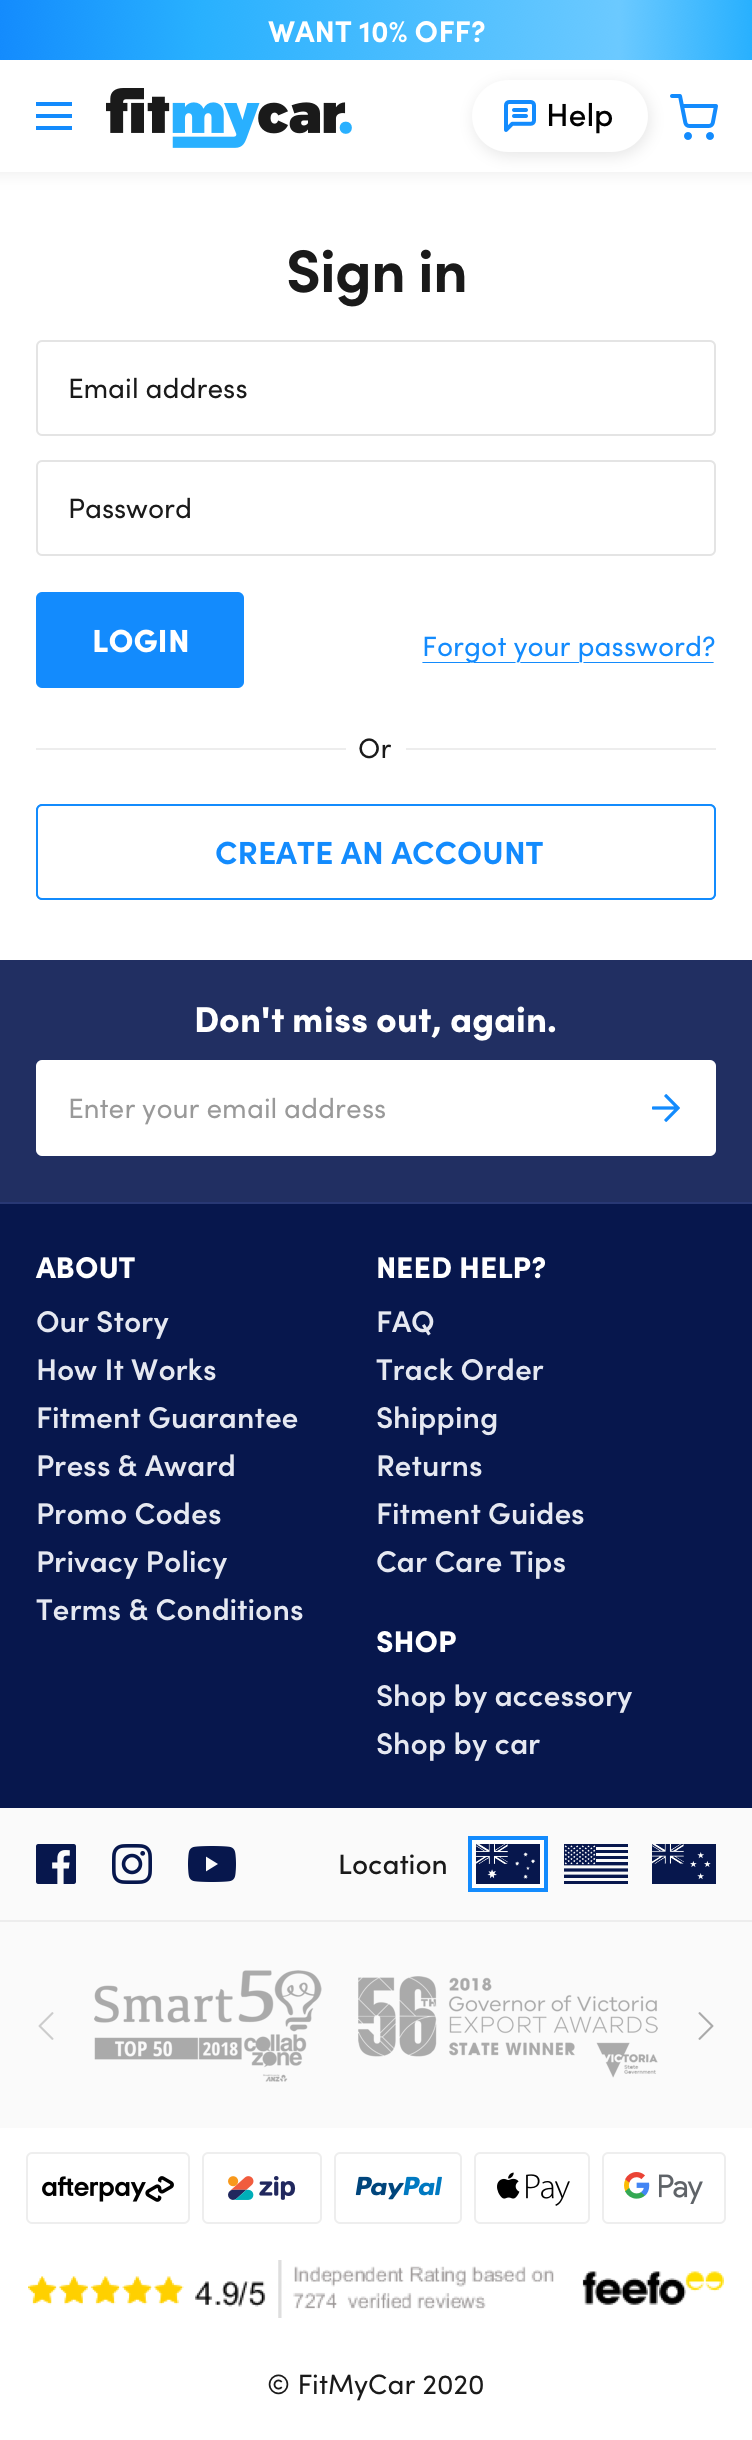 WANT 10% OFF?
fitmycar.
Help
Sign in
Email address
Password
LOGIN
Forgot your password?
Or
CREATE AN ACCOUNT
Don't miss out, again.
Enter your email address
ABOUT
Our Story
How It Works
Fitment Guarantee
Press & Award
Promo Codes
Privacy Policy
Terms & Conditions
NEED HELP?
FAQ
Track Order
Shipping
Returns
Fitment Guides
Car Care Tips
SHOP
Shop by accessory
Shop by car
Location
Smart50
TOP 50 2018 collab
zone
56TH
2018
Governor of Victoria
EXPORT AWARDS
STATE WINNER
VICTORIA
State
Government
afterpay
zip
PayPal
Pay
G Pay
4.9/5
Independent Rating based on
7274 verified reviews
feefo
© FitMyCar 2020